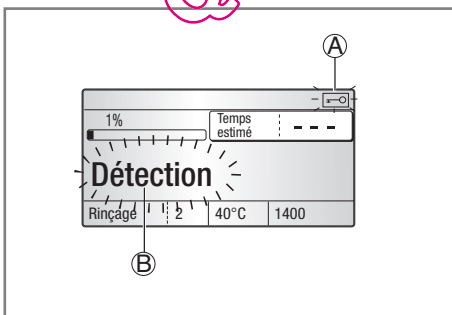 A
1% Temps
estimé - - -
Détection
Rinçage 2 40°C 1400
B